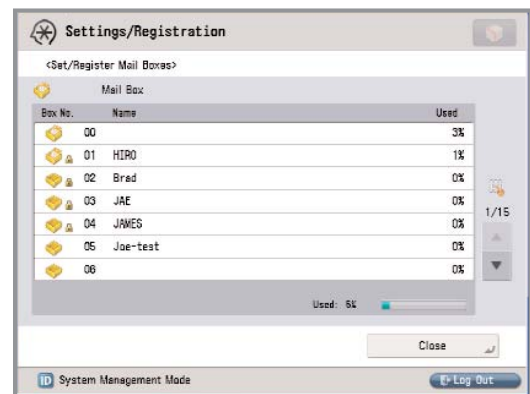 Settings/Registration
<Set/Register Mail Boxes>
Mail Box
Box No. Name Used
00 3%
01 HIRO 1%
02 Brad 0%
03 JAE 0%
04 JAMES 0%
05 Joe-test 0%
06 0%
1/15
Used: 5%
Close
iD System Management Mode Log Out